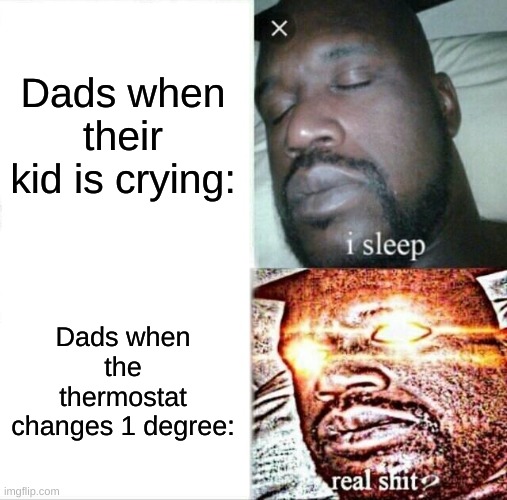 Dads when
their
kid is crying:
i sleep
Dads when
the
thermostat
changes 1 degree:
real shit?
imgflip.com